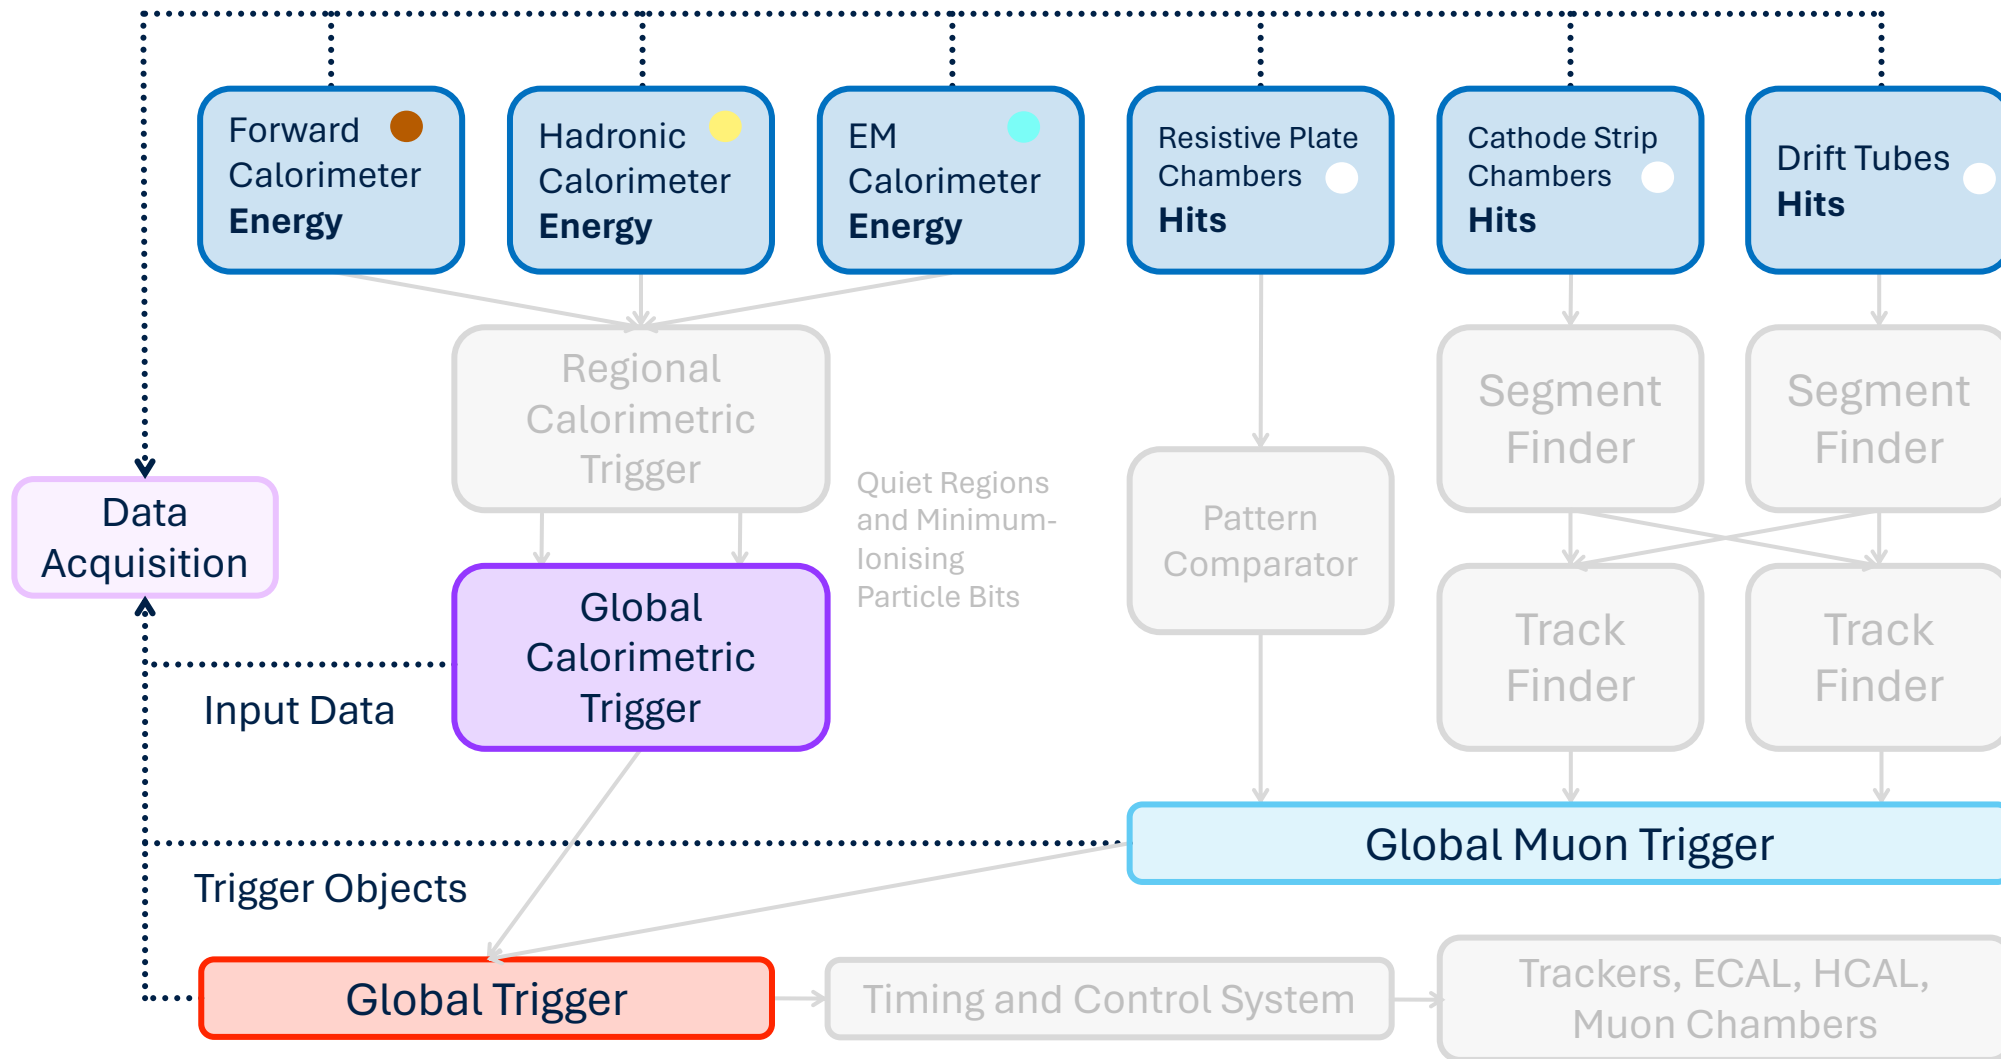 Forward
Calorimeter
Energy
Hadronic
Calorimeter
Energy
EM
Calorimeter
Energy
Resistive Plate
Chambers
Hits
Cathode Strip
Chambers
Hits
Drift Tubes
Hits
Regional
Calorimetric
Trigger
Segment
Finder
Segment
Finder
Quiet Regions
and Minimum-
Ionising
Particle Bits
Pattern
Comparator
Data
Acquisition
Global
Calorimetric
Trigger
Track
Finder
Track
Finder
Input Data
Global Muon Trigger
Trigger Objects
Global Trigger
Timing and Control System
Trackers, ECAL, HCAL,
Muon Chambers